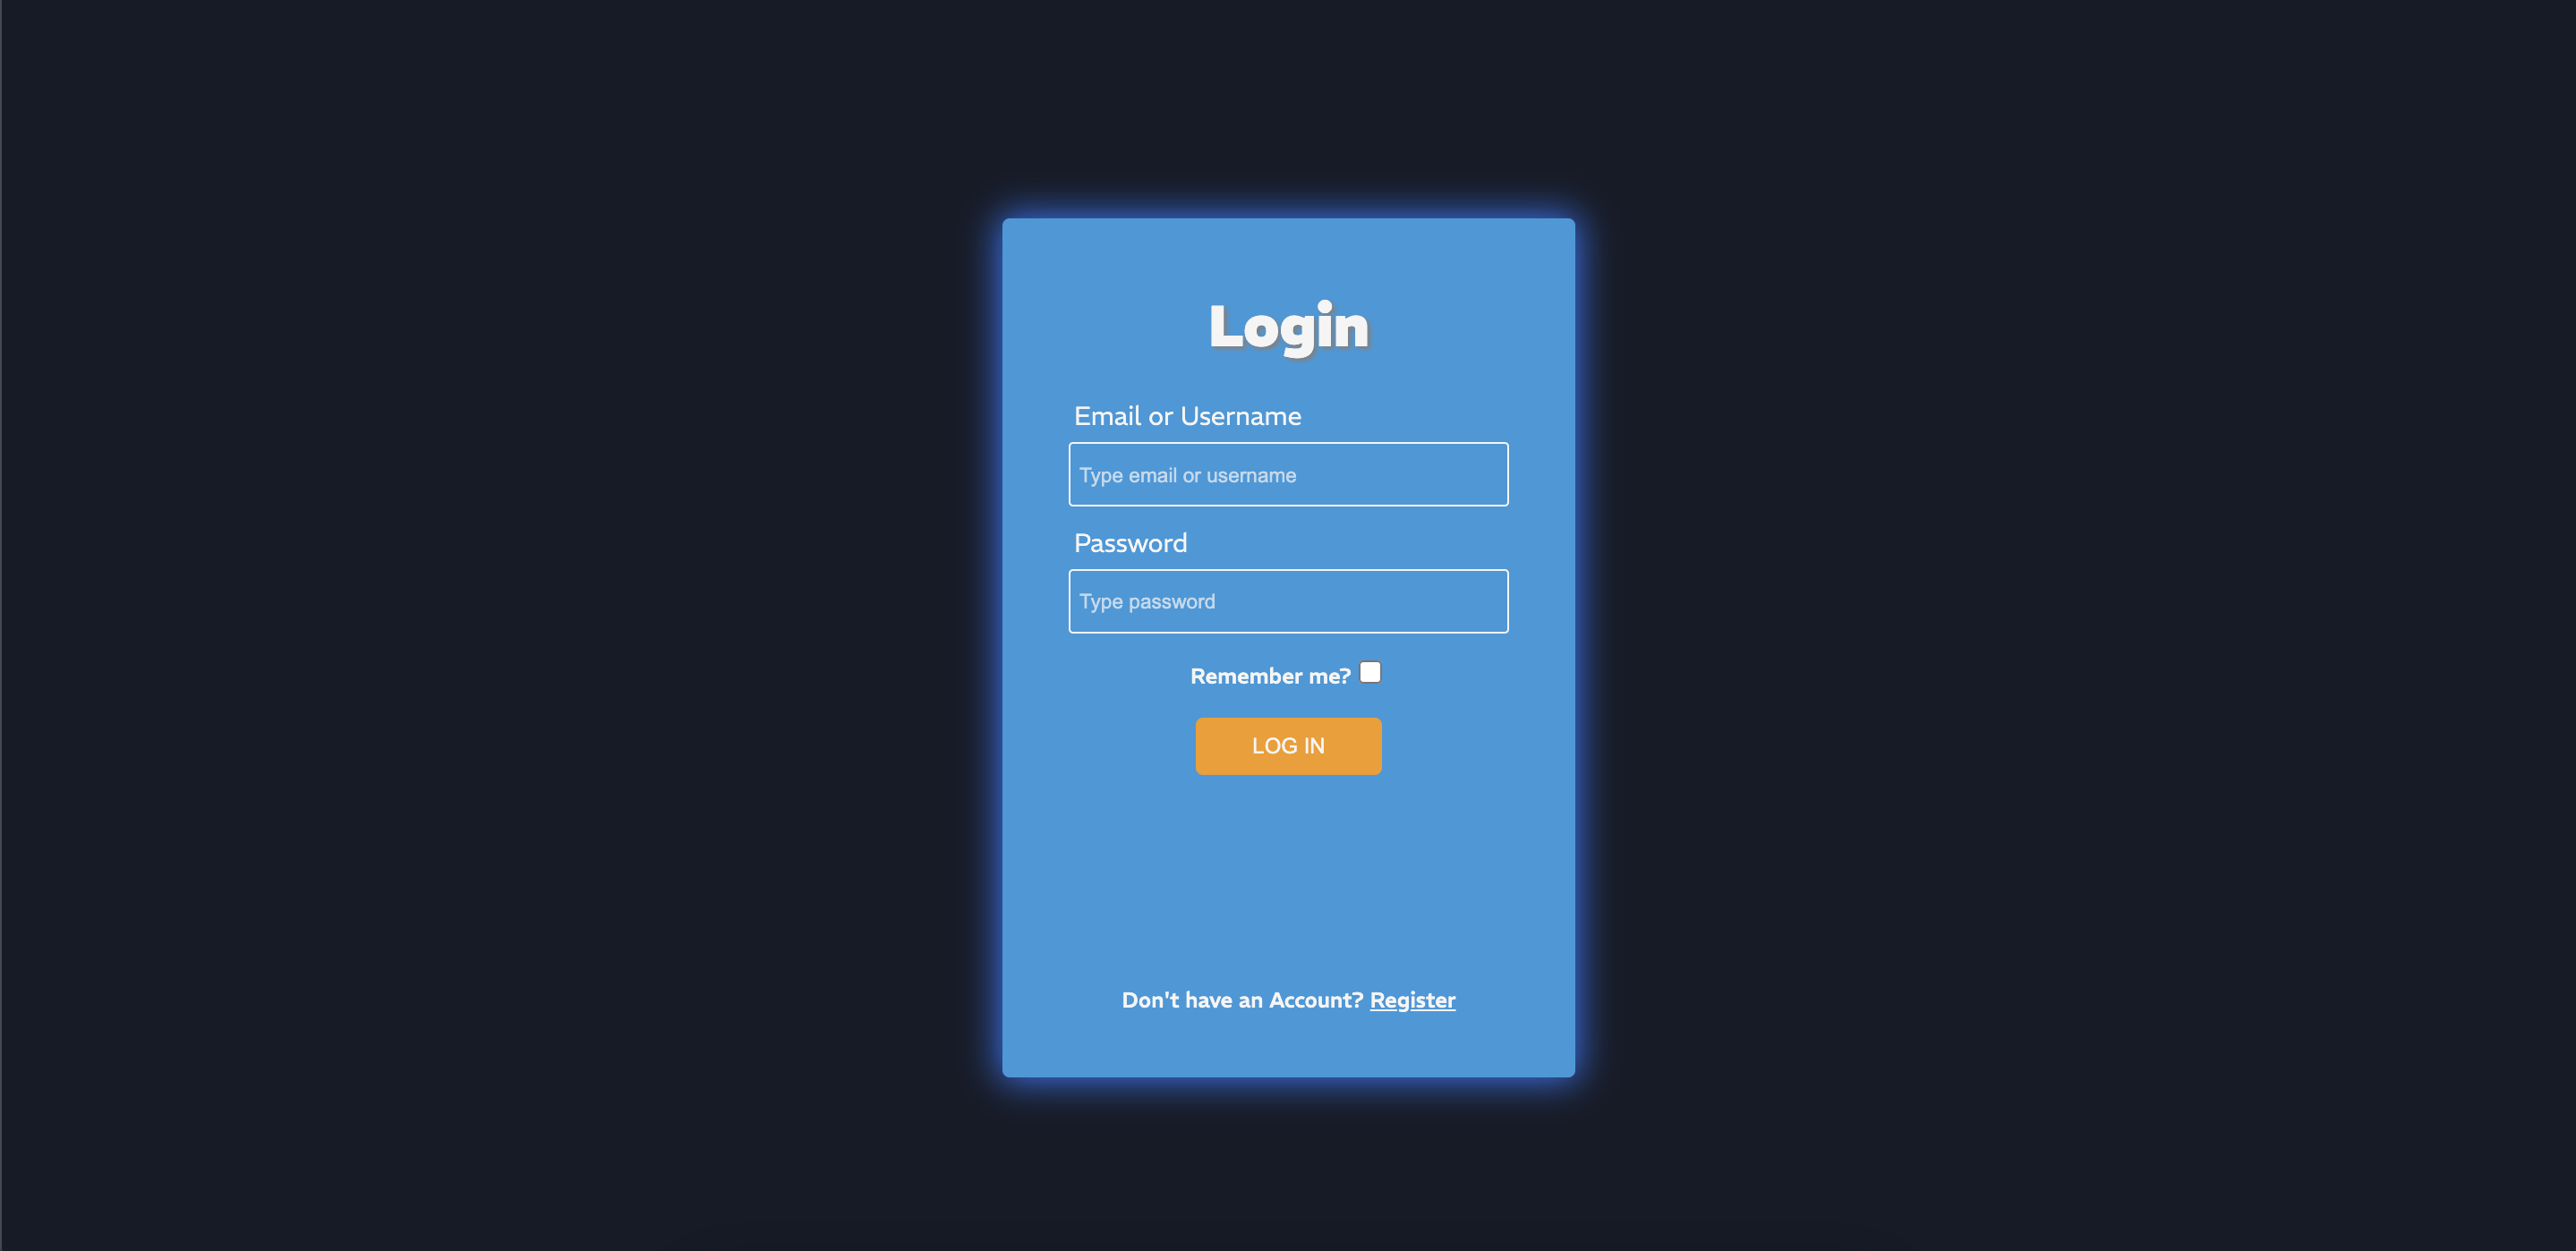 Login
Email or Username
Type email or username
Password
Type password
Remember me?
LOG IN
Don't have an Account? Register